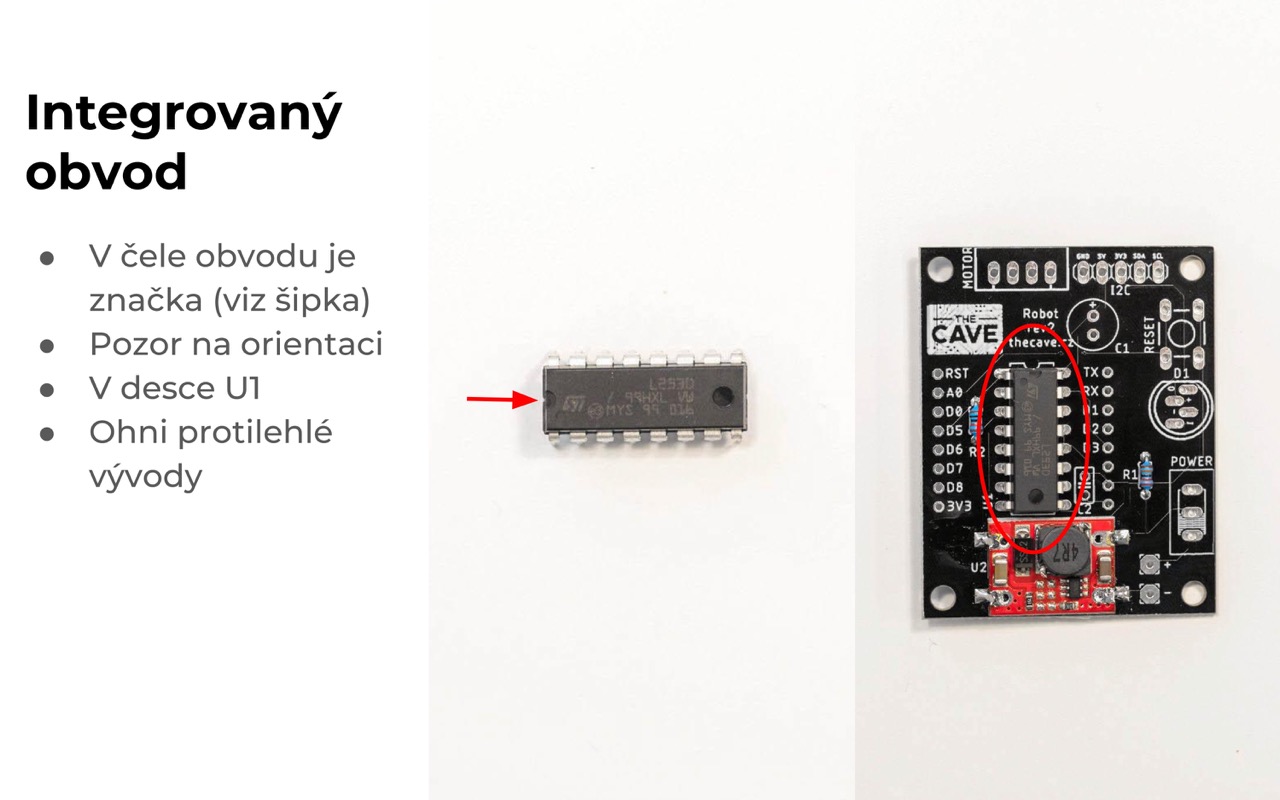 Integrovaný
obvod
● V čele obvodu je
značka (viz šipka)
● Pozor na orientaci
● V desce U1
● Ohni protilehlé
vývody
L293D
MOTOR
GND 5V 3V3 SDA SCL
I2C
THE
CAVE
Robot
rev2
thecave.cz
+
C1
RESET
RST
A0
D0
D5
D6
D7
D8
3V3
TX
RX
D1
D2
D3
D1
R2
R1
C2
POWER
4R7
U2
+
-